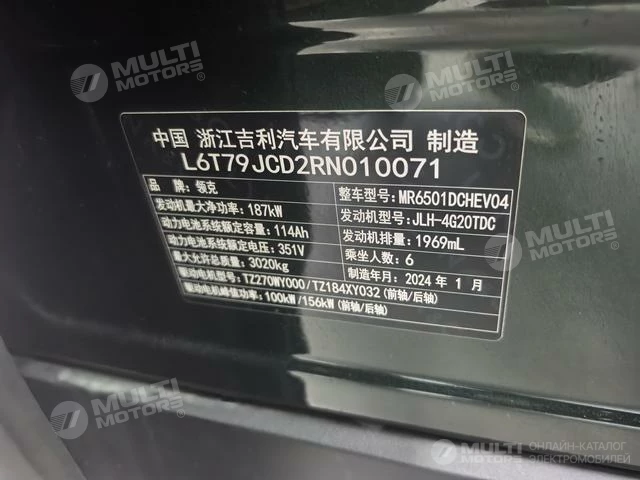 MULTI MOTORS®
MULTI MOTORS®
MULTI MOTORS®
中国 浙江吉利汽车有限公司 制造
L6T79JCD2RN010071
品牌：领克
整车型号：MR6501DCHEV04
发动机最大净功率：187kW
发动机型号：JLH-4G20TDC
动力电池系统额定容量：114Ah
发动机排量：1969mL
动力电池系统额定电压：351V
乘坐人数：6
最大允许总质量：3020kg
制造年月：2024 年 1 月
驱动电机型号：TZ270WY000/TZ184XY032（前轴/后轴）
驱动电机峰值功率：100kW/156kW（前轴/后轴）
MULTI MOTORS®
MULTI MOTORS®
MULTI MOTORS
ОНЛАЙН-КАТАЛОГ
ЭЛЕКТРОМОБИЛЕЙ